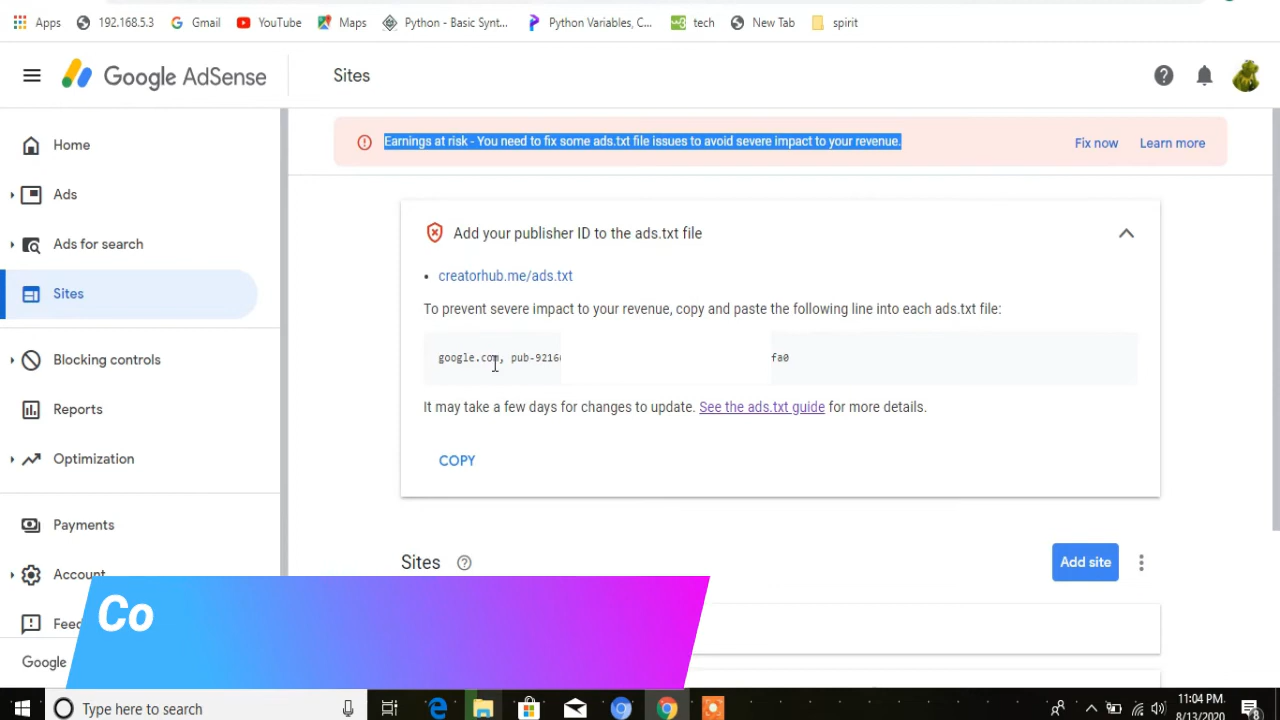 Apps 192.168.5.3 Gmail YouTube Maps Python - Basic Synt... Python Variables, C... tech New Tab spirit
Google AdSense Sites
Earnings at risk - You need to fix some ads.txt file issues to avoid severe impact to your revenue. Fix now Learn more
Home
Ads
Ads for search
Sites
Blocking controls
Reports
Optimization
Payments
Account
Feed
Google
Add your publisher ID to the ads.txt file
• creatorhub.me/ads.txt
To prevent severe impact to your revenue, copy and paste the following line into each ads.txt file:
google.com, pub-9216 fa0
It may take a few days for changes to update. See the ads.txt guide for more details.
COPY
Sites
Add site
Co
Type here to search
11:04 PM
8/13/2020
8